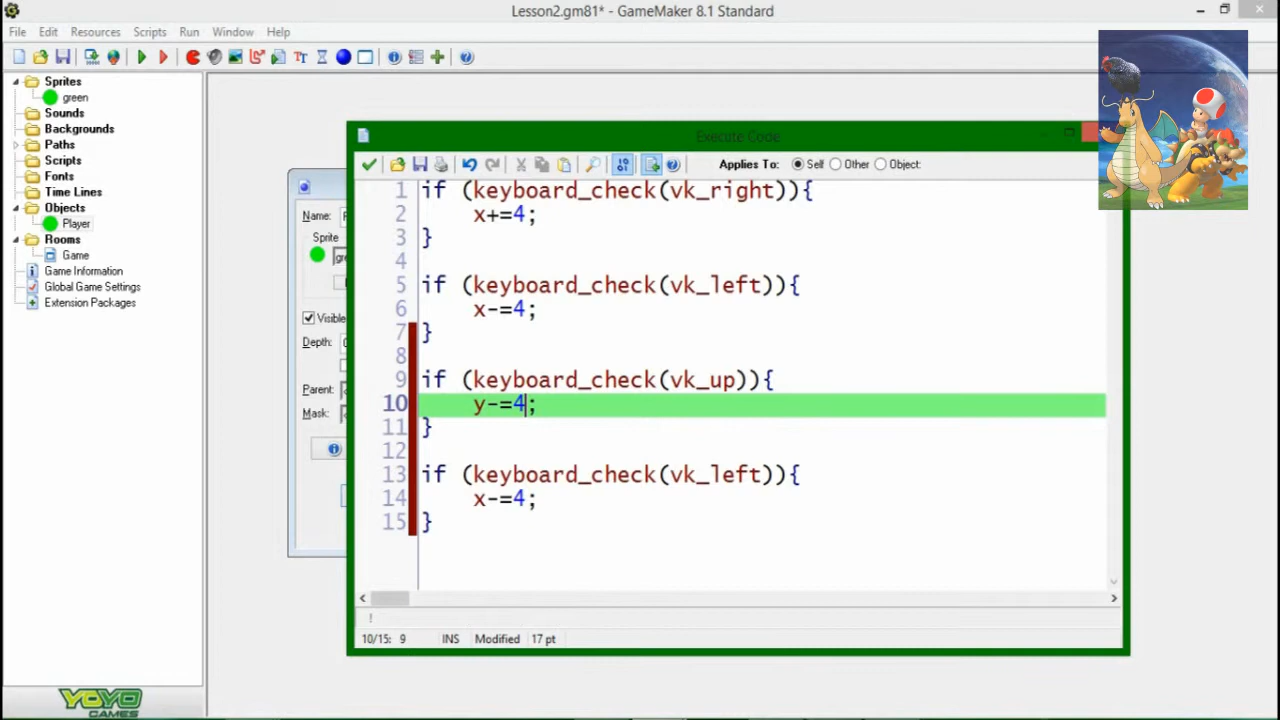 Lesson2.gm81* - GameMaker 8.1 Standard
File Edit Resources Scripts Run Window Help
Sprites
green
Sounds
Backgrounds
Paths
Scripts
Fonts
Time Lines
Objects
Player
Rooms
Game
Game Information
Global Game Settings
Extension Packages
YOYO
GAMES
Name:
Sprite
Visible
Depth:
Parent:
Mask:
Execute Code
Applies To: Self Other Object:
1 if (keyboard_check(vk_right)){
2 x+=4;
3 }
4
5 if (keyboard_check(vk_left)){
6 x-=4;
7 }
8
9 if (keyboard_check(vk_up)){
10 y-=4;
11 }
12
13 if (keyboard_check(vk_left)){
14 x-=4;
15 }
10/15: 9 INS Modified 17 pt